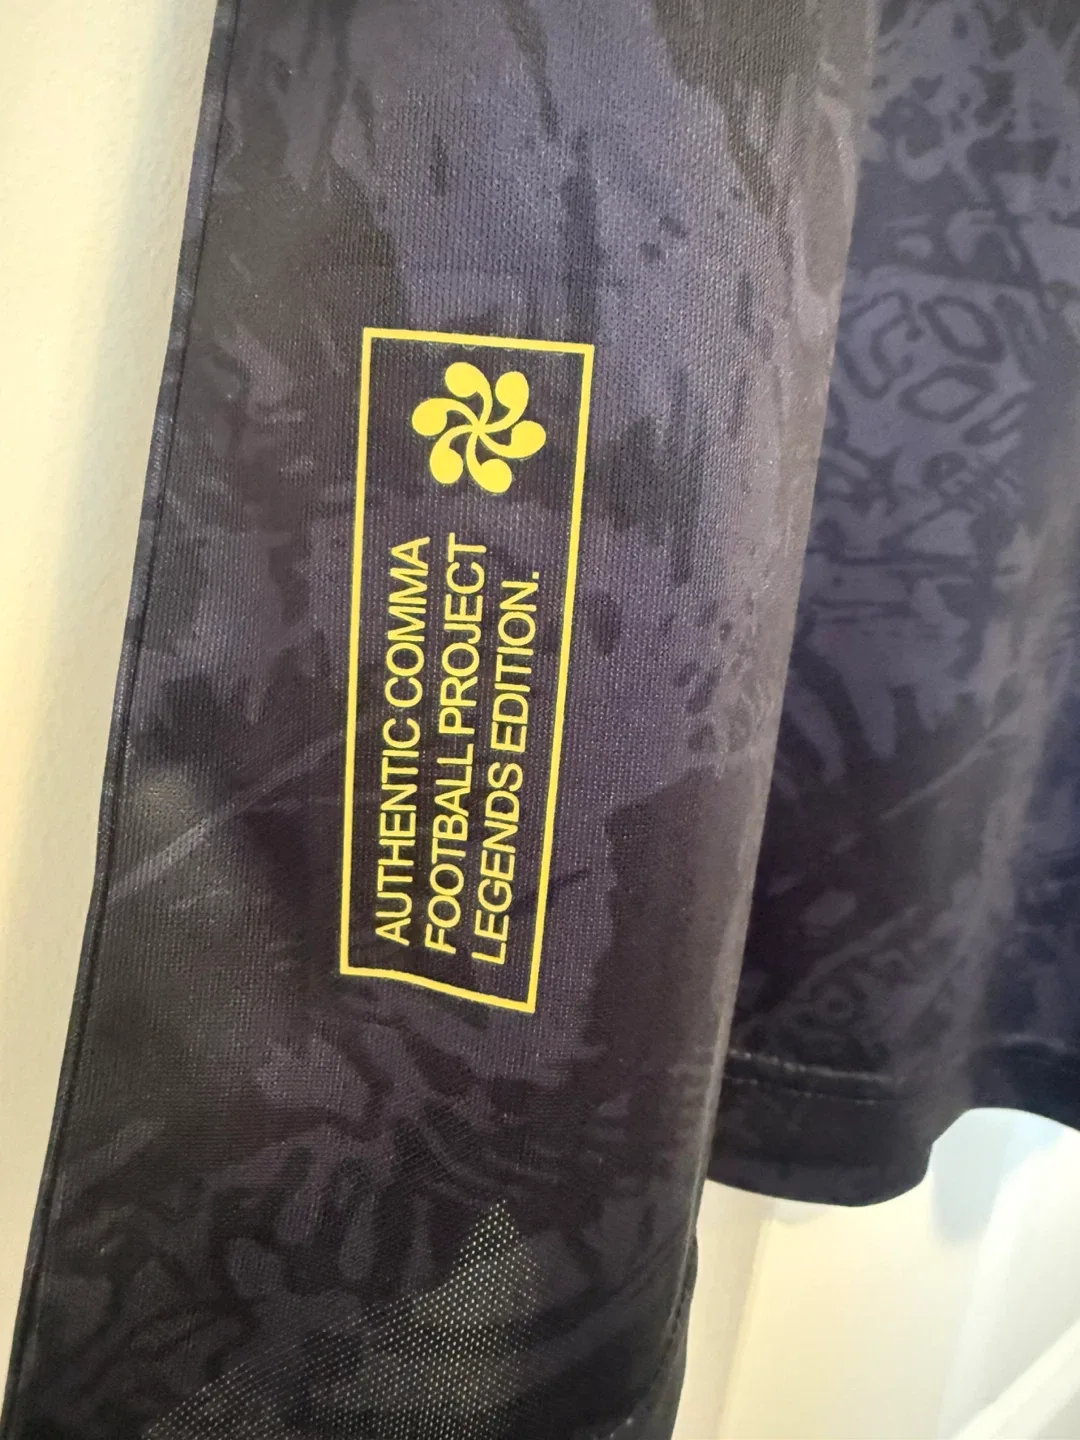 AUTHENTIC COMMA
FOOTBALL PROJECT
LEGENDS EDITION.